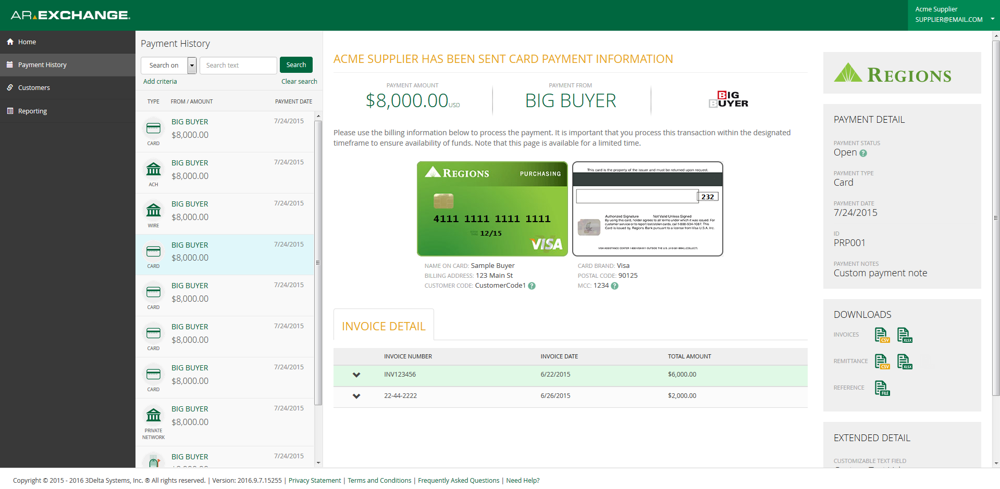 AR.EXCHANGE.
Acme Supplier
SUPPLIER@EMAIL.COM
Home
Payment History
Customers
Reporting
Payment History
Search on
Search text
Search
Add criteria
Clear search
TYPE FROM / AMOUNT PAYMENT DATE
BIG BUYER 7/24/2015
$8,000.00
CARD
BIG BUYER 7/24/2015
$8,000.00
ACH
BIG BUYER 7/24/2015
$8,000.00
WIRE
BIG BUYER 7/24/2015
$8,000.00
CARD
BIG BUYER 7/24/2015
$8,000.00
CARD
BIG BUYER 7/24/2015
$8,000.00
CARD
BIG BUYER 7/24/2015
$8,000.00
CARD
BIG BUYER 7/24/2015
$8,000.00
PRIVATE
NETWORK
BIG BUYER 7/24/2015
ACME SUPPLIER HAS BEEN SENT CARD PAYMENT INFORMATION
PAYMENT AMOUNT
$8,000.00 USD
PAYMENT FROM
BIG BUYER
BIG
BUYER
Please use the billing information below to process the payment. It is important that you process this transaction within the designated
timeframe to ensure availability of funds. Note that this page is available for a limited time.
REGIONS PURCHASING
4111 1111 1111 1111
12/15
VISA
This card is the property of the issuer and must be returned upon request.
232
Authorized Signature Not Valid Unless Signed
By using this card, holder agrees to all terms under which it was issued. For
customer service or to report lost/stolen cards, call 1-888-934-1087. This
Card is issued by Regions Bank pursuant to a license from Visa U.S.A. Inc.
VISA ASSISTANCE CENTER 1-800-VISA-911 OUTSIDE THE U.S. (410-581-9994) (COLLECT)
NAME ON CARD: Sample Buyer
BILLING ADDRESS: 123 Main St
CUSTOMER CODE: CustomerCode1 ?
CARD BRAND: Visa
POSTAL CODE: 90125
MCC: 1234 ?
INVOICE DETAIL
INVOICE NUMBER INVOICE DATE TOTAL AMOUNT
INV123456 6/22/2015 $6,000.00
22-44-2222 6/26/2015 $2,000.00
REGIONS
PAYMENT DETAIL
PAYMENT STATUS
Open ?
PAYMENT TYPE
Card
PAYMENT DATE
7/24/2015
ID
PRP001
PAYMENT NOTES
Custom payment note
DOWNLOADS
INVOICES CSV XLSX
REMITTANCE CSV XLSX
REFERENCE FILE
EXTENDED DETAIL
CUSTOMIZABLE TEXT FIELD
Copyright © 2015 - 2016 3Delta Systems, Inc. ® All rights reserved. | Version: 2016.9.7.15255 | Privacy Statement | Terms and Conditions | Frequently Asked Questions | Need Help?